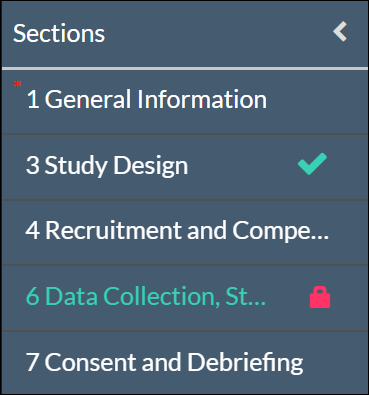 Sections
* 1 General Information
3 Study Design
4 Recruitment and Compe...
6 Data Collection, St...
7 Consent and Debriefing